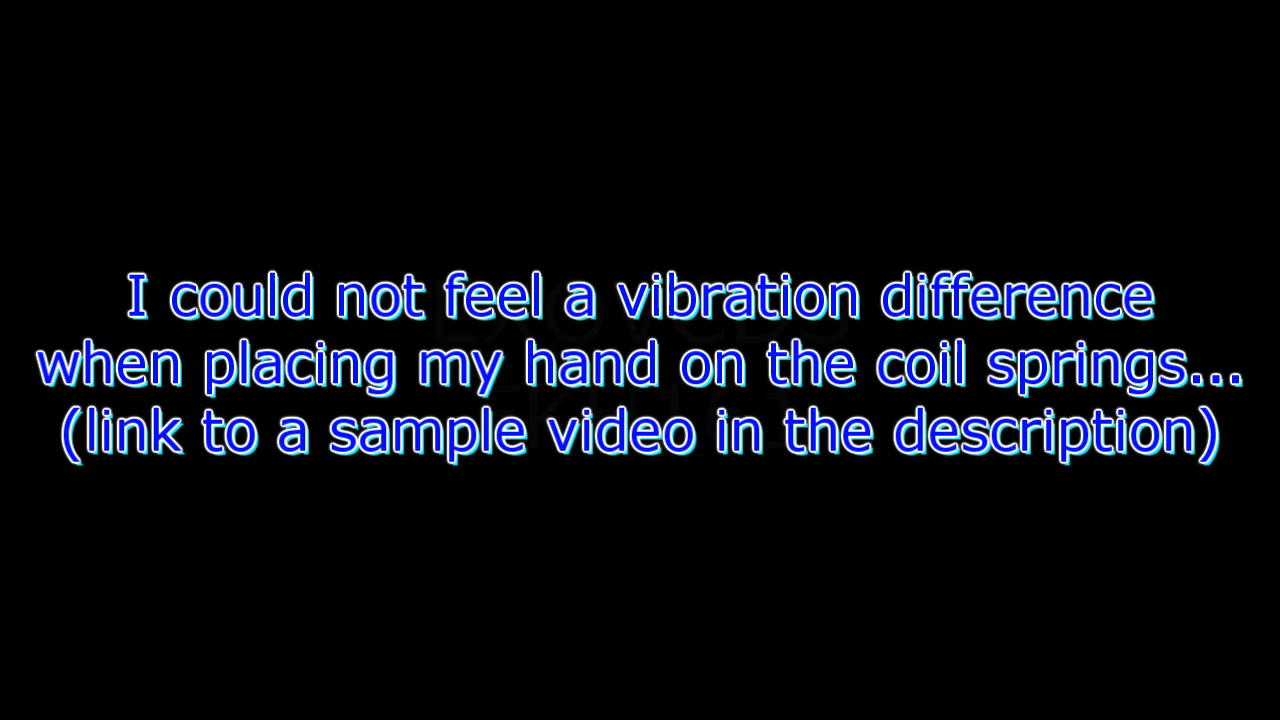 I could not feel a vibration difference
when placing my hand on the coil springs...
(link to a sample video in the description)